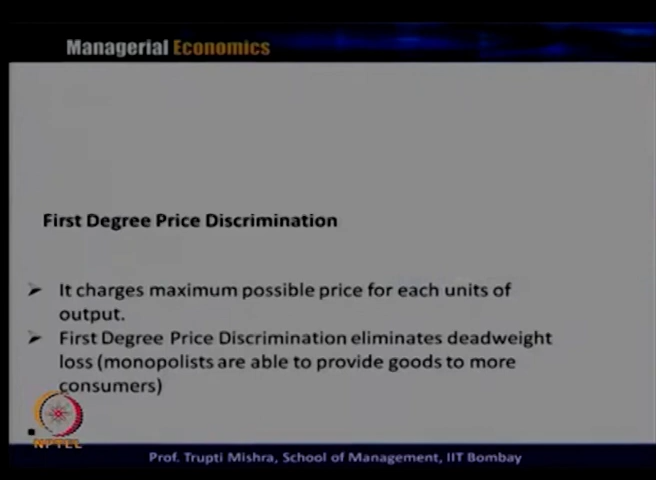 Managerial Economics
First Degree Price Discrimination
It charges maximum possible price for each units of
output.
First Degree Price Discrimination eliminates deadweight
loss (monopolists are able to provide goods to more
consumers)
NPTEL
Prof. Trupti Mishra, School of Management, IIT Bombay